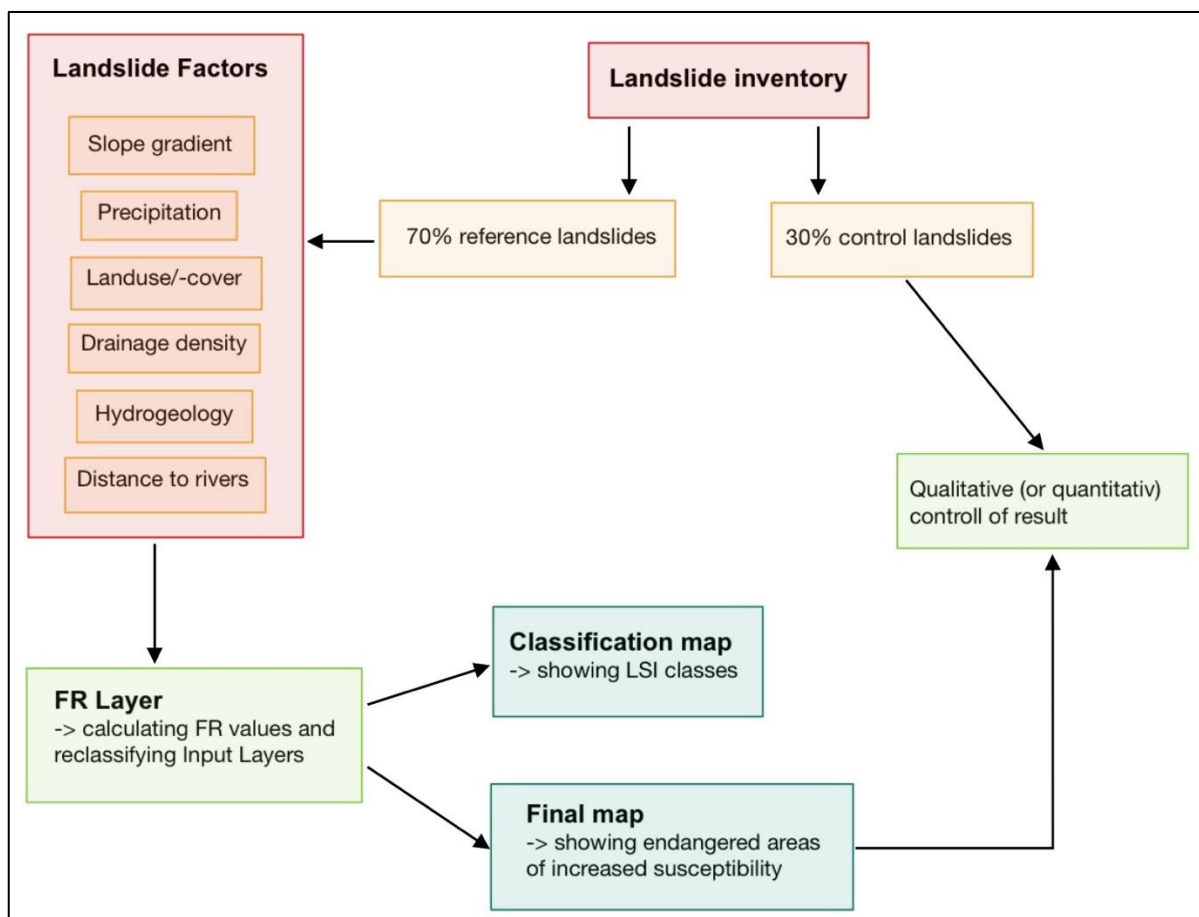 Landslide Factors
Slope gradient
Precipitation
Landuse/-cover
Drainage density
Hydrogeology
Distance to rivers
Landslide inventory
70% reference landslides
30% control landslides
Qualitative (or quantitativ)
controll of result
FR Layer
-> calculating FR values and
reclassifying Input Layers
Classification map
-> showing LSI classes
Final map
-> showing endangered areas
of increased susceptibility